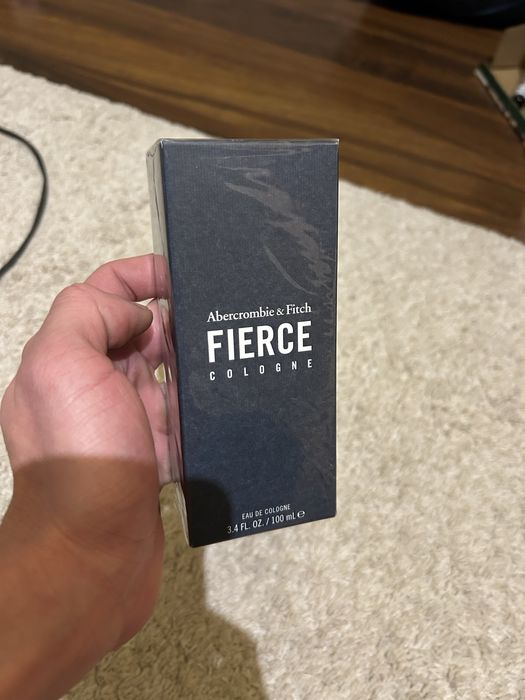 Abercrombie & Fitch
FIERCE
COLOGNE
EAU DE COLOGNE
3.4 FL. OZ. / 100 mL ℮